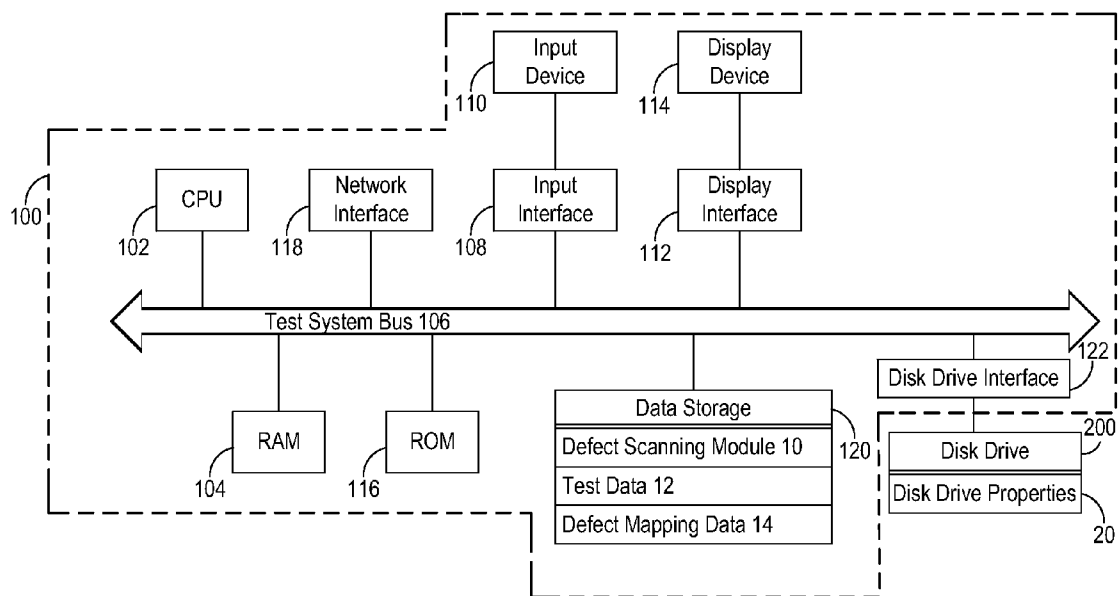 Input
Device
110
Display
Device
114
CPU
102
Network
Interface
118
Input
Interface
108
Display
Interface
112
100
Test System Bus 106
122
Disk Drive Interface
RAM
104
ROM
116
Data Storage
120
Defect Scanning Module 10
Test Data 12
Defect Mapping Data 14
200
Disk Drive
Disk Drive Properties
20